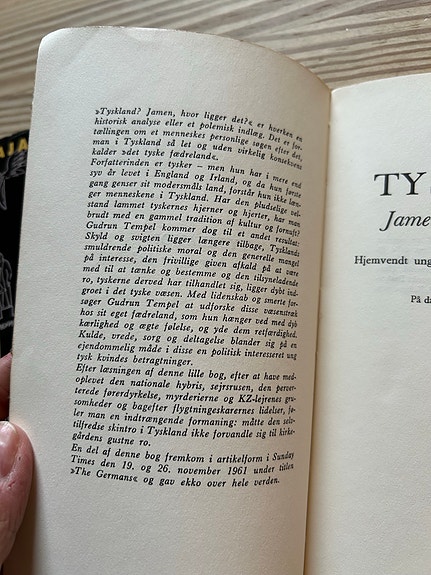 »Tyskland? Jamen, hvor ligger det?« er hverken en
historisk analyse eller et polemisk indlæg. Det er for-
tællingen om et menneskes personlige søgen efter det,
man i Tyskland så let og uden virkelig konsekvens
kalder »det tyske fædreland«.
Forfatterinden er tysker – men hun har i mere end
syv år levet i England og Irland, og da hun første
gang genser sit modersmåls land, forstår hun ikke læn-
gere menneskene i Tyskland. Har den pludselige vel-
stand lammet tyskernes hjerner og hjerter, har man
brudt med en gammel tradition af kultur og fornuft?
Gudrun Tempel kommer dog til et andet resultat:
Skyld og svigten ligger længere tilbage, Tysklands
smuldrende politiske moral og den generelle mangel
på interesse, den frivillige given afkald på at være
med til at tænke og bestemme og den tilsyneladende
ro, tyskerne derved har tilhandlet sig, ligger dybt ind-
groet i det tyske væsen. Med lidenskab og smerte for-
søger Gudrun Tempel at udforske disse væsenstræk
hos sit eget fædreland, som hun hænger ved med dyb
kærlighed og ægte følelse, og yde dem retfærdighed.
Kulde, vrede, sorg og deltagelse blander sig på en
ejendommelig måde i disse en politisk interesseret ung
tysk kvindes betragtninger.
Efter læsningen af denne lille bog, efter at have med-
oplevet den nationale hybris, sejrsrusen, den perver-
terede førerdyrkelse, myrderierne og KZ-lejrenes gru-
somheder og bagefter flygtningeskarernes lidelser, fø-
ler man en indtrængende formaning: måtte den selv-
tilfredse skintro i Tyskland ikke forvandle sig til kirke-
gårdens gustne ro.
En del af denne bog fremkom i artikelform i Sunday
Times den 19. og 26. november 1961 under titlen
»The Germans« og gav ekko over hele verden.
TYS
Jame
Hjemvendt ung
På da